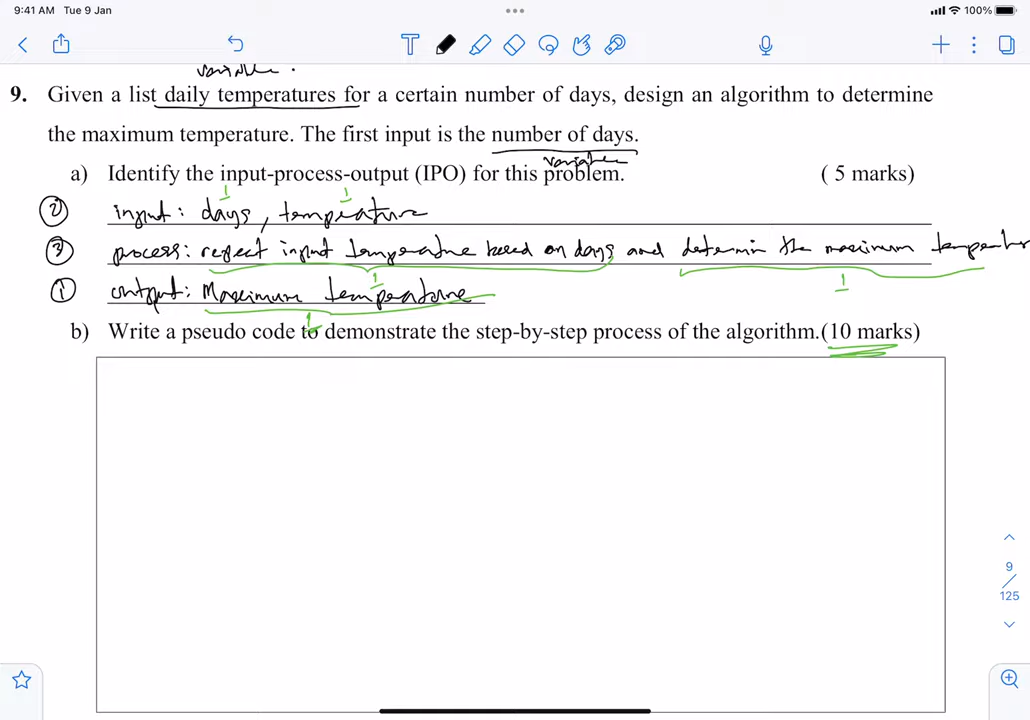 9:41 AM Tue 9 Jan
100%
variable
9. Given a list daily temperatures for a certain number of days, design an algorithm to determine
the maximum temperature. The first input is the number of days.
variable
a) Identify the input-process-output (IPO) for this problem. ( 5 marks)
1 1
② input: days, temperature
③ process: repeat input temperature based on days and determin the maximum temperatur
1 1
① output: Maximum temperature
1
b) Write a pseudo code to demonstrate the step-by-step process of the algorithm.(10 marks)
9
/
125